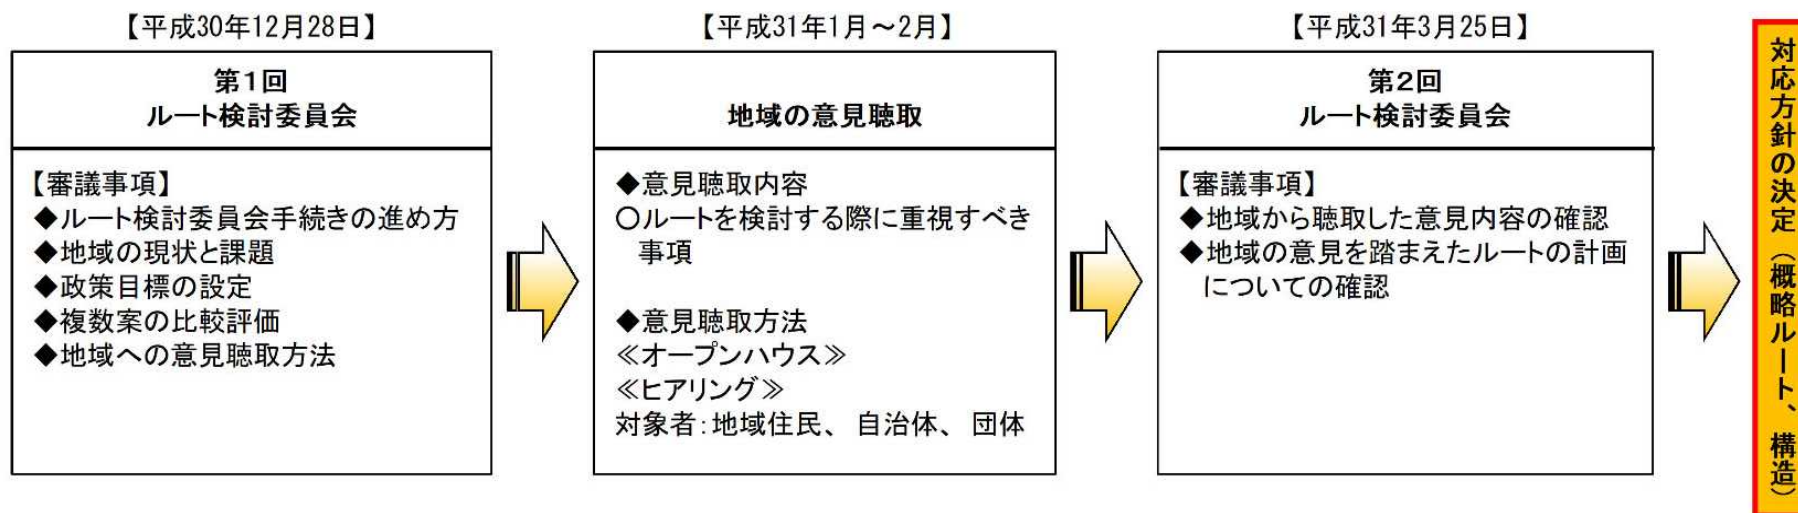 【平成30年12月28日】
第1回
ルート検討委員会
【審議事項】
◆ルート検討委員会手続きの進め方
◆地域の現状と課題
◆政策目標の設定
◆複数案の比較評価
◆地域への意見聴取方法
【平成31年1月～2月】
地域の意見聴取
◆意見聴取内容
○ルートを検討する際に重視すべき
事項
◆意見聴取方法
≪オープンハウス≫
≪ヒアリング≫
対象者:地域住民、自治体、団体
【平成31年3月25日】
第2回
ルート検討委員会
【審議事項】
◆地域から聴取した意見内容の確認
◆地域の意見を踏まえたルートの計画
についての確認
対応方針の決定(概略ルート、構造)